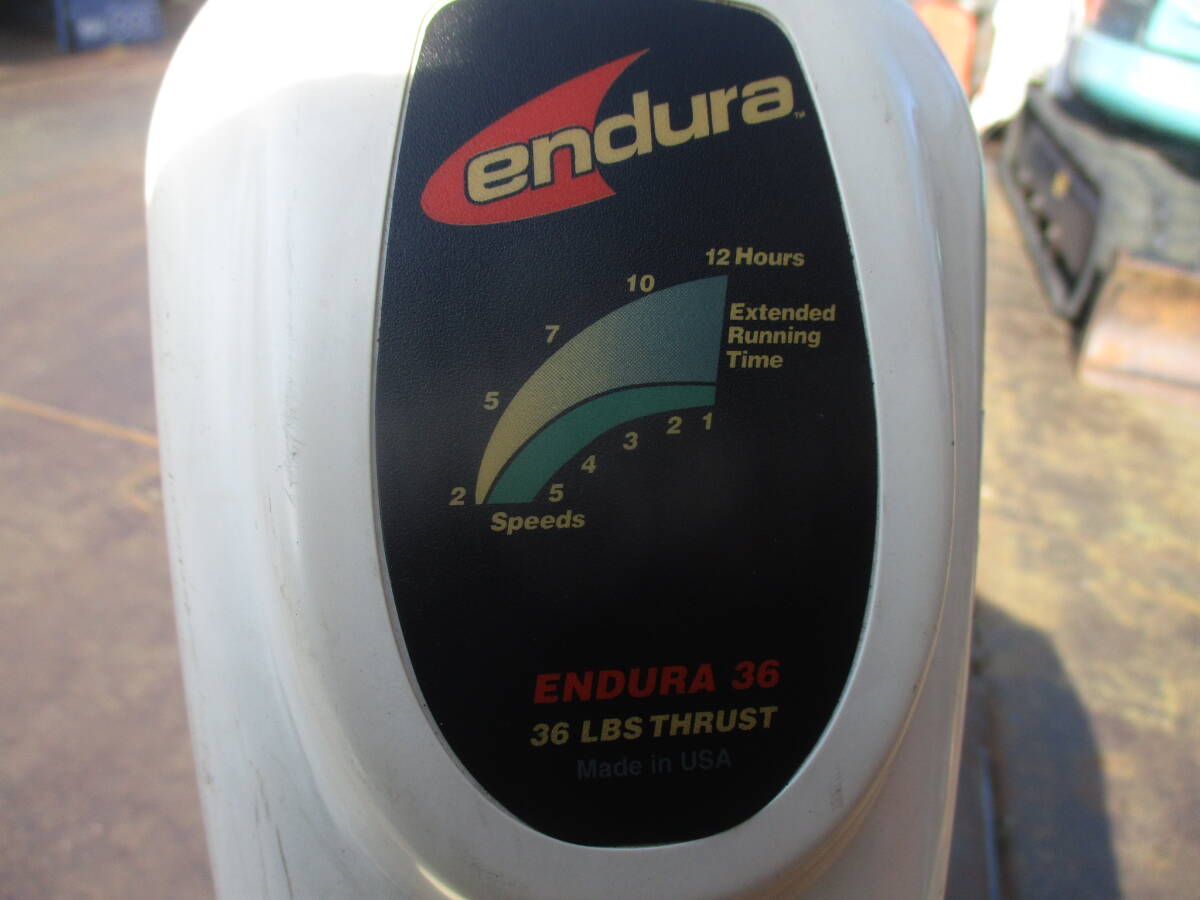 endura™
12 Hours
10
7
5
2
Extended
Running
Time
1
2
3
4
5
Speeds
ENDURA 36
36 LBS THRUST
Made in USA